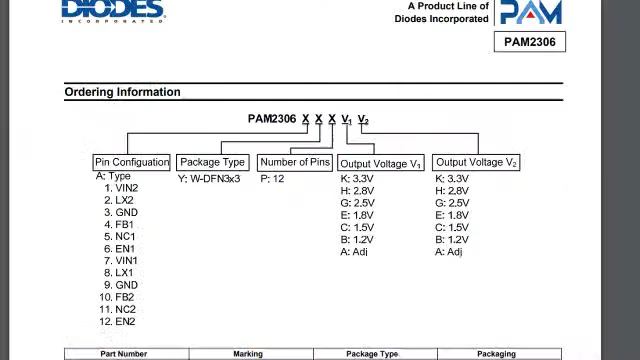 DIODES
INCORPORATED
A Product Line of
Diodes Incorporated
PAM
PAM2306
Ordering Information
PAM2306 X X X V1 V2
Pin Configuation
Package Type
Number of Pins
Output Voltage V1
Output Voltage V2
A: Type
1. VIN2
2. LX2
3. GND
4. FB1
5. NC1
6. EN1
7. VIN1
8. LX1
9. GND
10. FB2
11. NC2
12. EN2
Y: W-DFN3x3
P: 12
K: 3.3V
H: 2.8V
G: 2.5V
E: 1.8V
C: 1.5V
B: 1.2V
A: Adj
K: 3.3V
H: 2.8V
G: 2.5V
E: 1.8V
C: 1.5V
B: 1.2V
A: Adj
Part Number
Marking
Package Type
Packaging